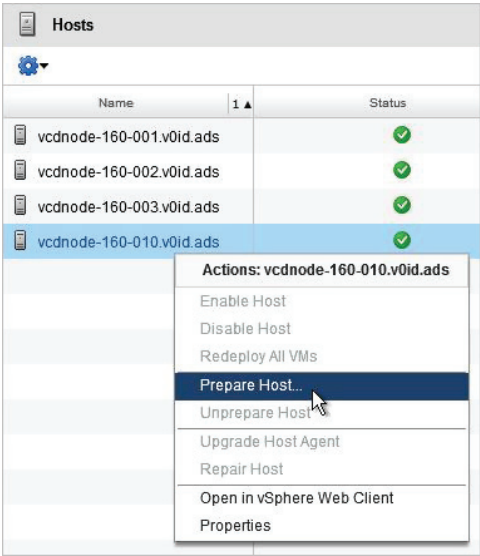 Hosts
Name 1 Status
vcdnode-160-001.v0id.ads
vcdnode-160-002.v0id.ads
vcdnode-160-003.v0id.ads
vcdnode-160-010.v0id.ads
Actions: vcdnode-160-010.v0id.ads
Enable Host
Disable Host
Redeploy All VMs
Prepare Host...
Unprepare Host
Upgrade Host Agent
Repair Host
Open in vSphere Web Client
Properties